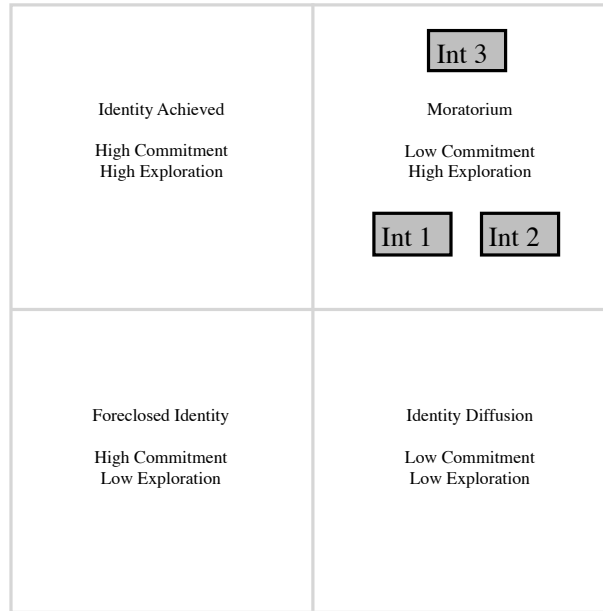 Int 3
Identity Achieved
High Commitment
High Exploration
Moratorium
Low Commitment
High Exploration
Int 1
Int 2
Foreclosed Identity
High Commitment
Low Exploration
Identity Diffusion
Low Commitment
Low Exploration